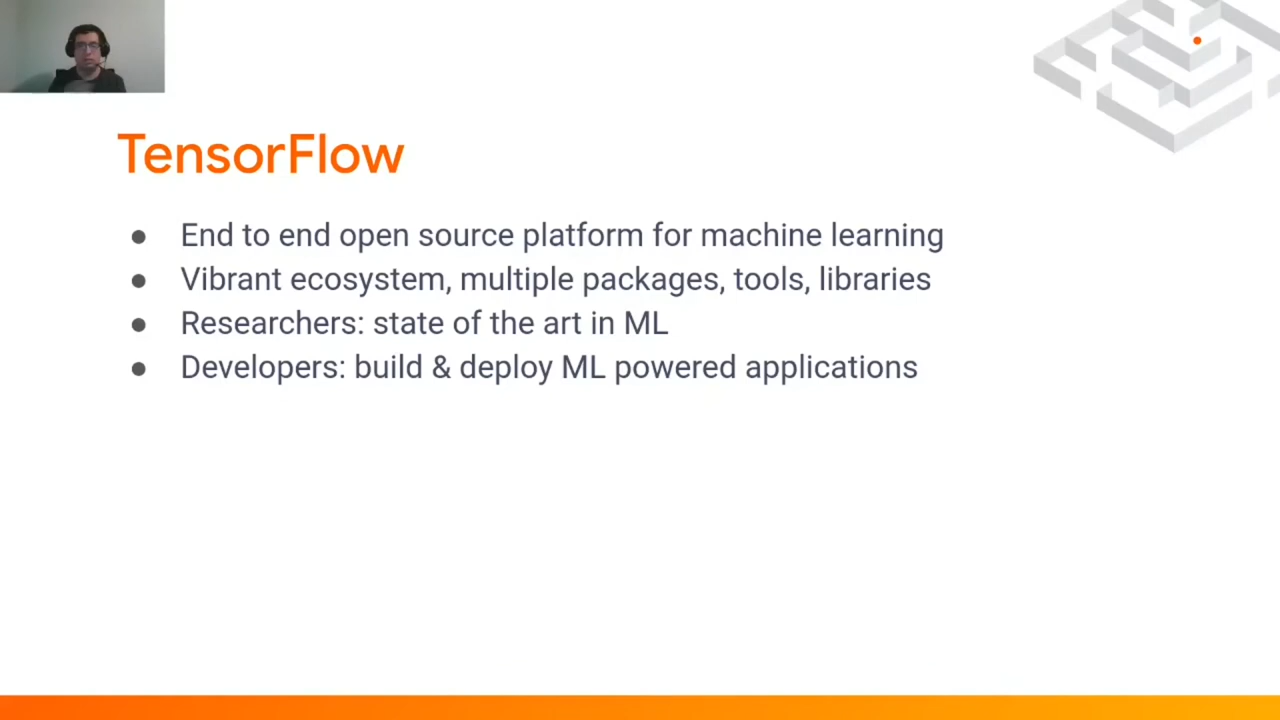 TensorFlow
● End to end open source platform for machine learning
● Vibrant ecosystem, multiple packages, tools, libraries
● Researchers: state of the art in ML
● Developers: build & deploy ML powered applications